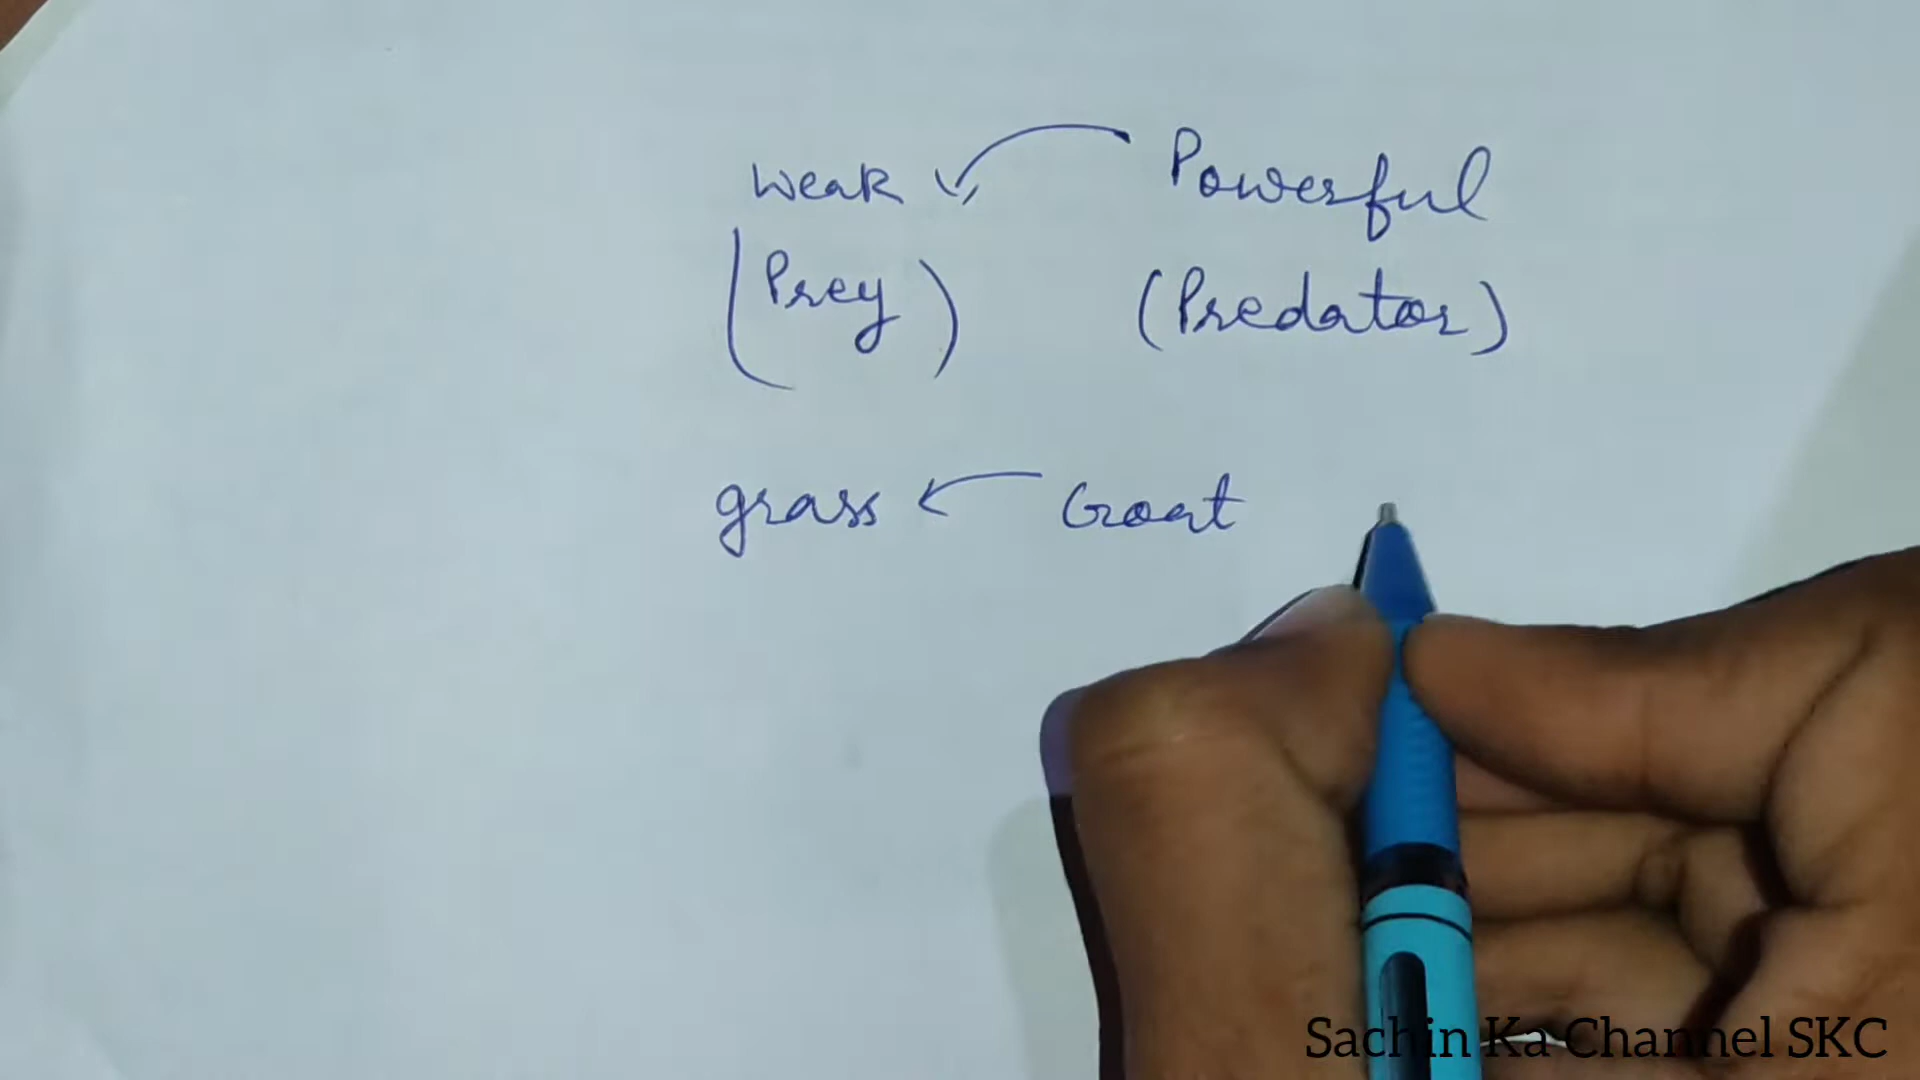 Weak ↙ Powerful
(Prey) (Predator)
grass ← Goat
Sachin Ka Channel SKC